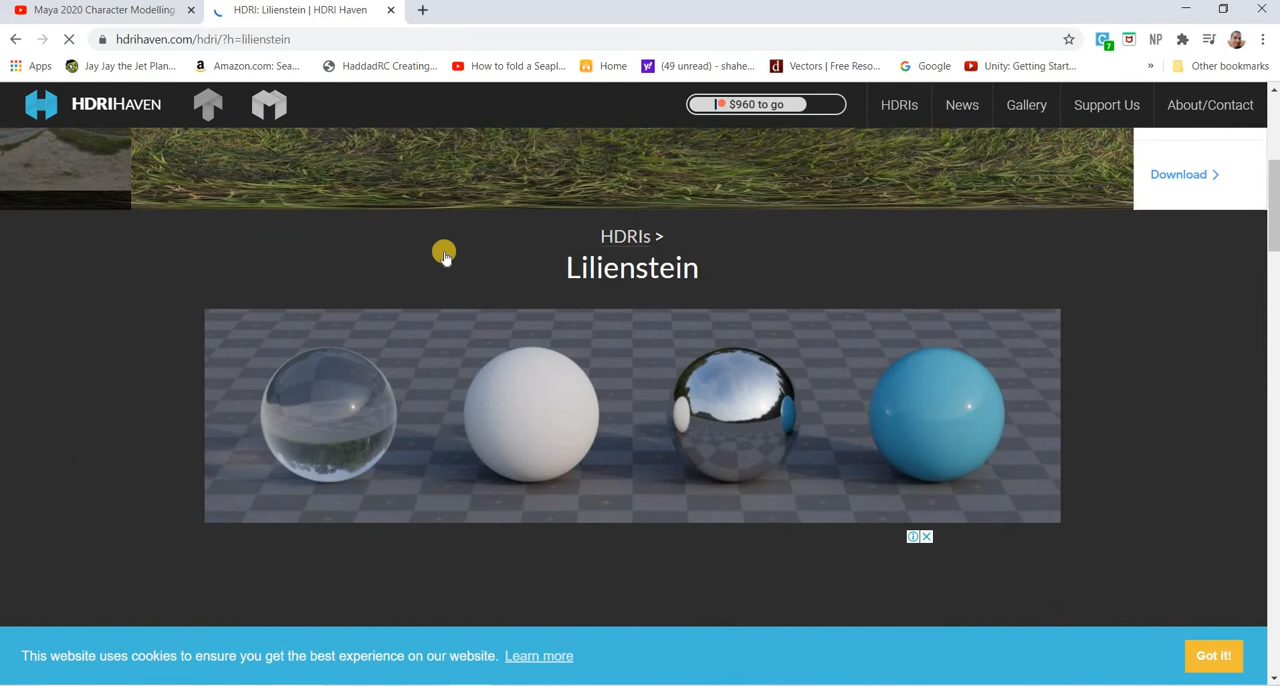 Maya 2020 Character Modelling
HDRI: Lilienstein | HDRI Haven
hdrihaven.com/hdri/?h=lilienstein
7
NP
Apps
Jay Jay the Jet Plan...
Amazon.com: Sea...
HaddadRC Creating...
How to fold a Seapl...
Home
(49 unread) - shahe...
Vectors | Free Reso...
Google
Unity: Getting Start...
»
Other bookmarks
HDRIHAVEN
$960 to go
HDRIs
News
Gallery
Support Us
About/Contact
Download >
HDRIs >
Lilienstein
This website uses cookies to ensure you get the best experience on our website. Learn more
Got it!